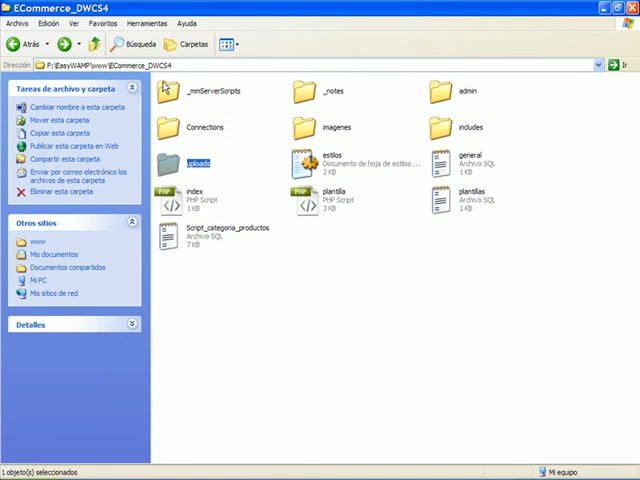 ECommerce_DWCS4
Archivo Edición Ver Favoritos Herramientas Ayuda
Atrás Búsqueda Carpetas
Dirección F:\EasyWAMP\www\ECommerce_DWCS4 Ir
Tareas de archivo y carpeta
Cambiar nombre a esta carpeta
Mover esta carpeta
Copiar esta carpeta
Publicar esta carpeta en Web
Compartir esta carpeta
Enviar por correo electrónico los archivos de esta carpeta
Eliminar esta carpeta
Otros sitios
www
Mis documentos
Documentos compartidos
Mi PC
Mis sitios de red
Detalles
_mmServerScripts
_notes
admin
Connections
imagenes
includes
uploads
estilos
Documento de hoja de estilos ...
2 KB
general
Archivo SQL
1 KB
index
PHP Script
1 KB
plantilla
PHP Script
3 KB
plantillas
Archivo SQL
1 KB
Script_categoria_productos
Archivo SQL
7 KB
1 objeto(s) seleccionados
Mi equipo